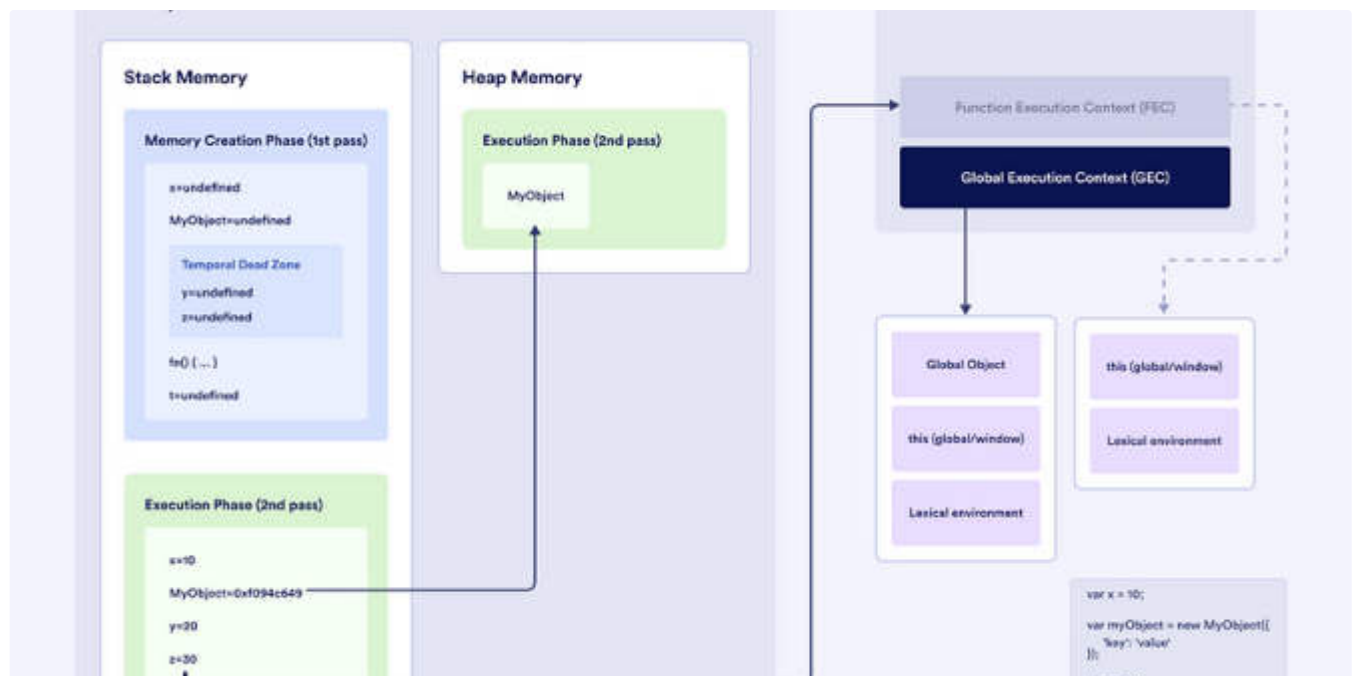 Stack Memory
Memory Creation Phase (1st pass)
x=undefined
MyObject=undefined
Temporal Dead Zone
y=undefined
z=undefined
fn() { ... }
t=undefined
Execution Phase (2nd pass)
x=10
MyObject=0xf094c649
y=20
z=30
Heap Memory
Execution Phase (2nd pass)
MyObject
Function Execution Context (FEC)
Global Execution Context (GEC)
Global Object
this (global/window)
Lexical environment
this (global/window)
Lexical environment
var x = 10;
var myObject = new MyObject({
'key': 'value'
});